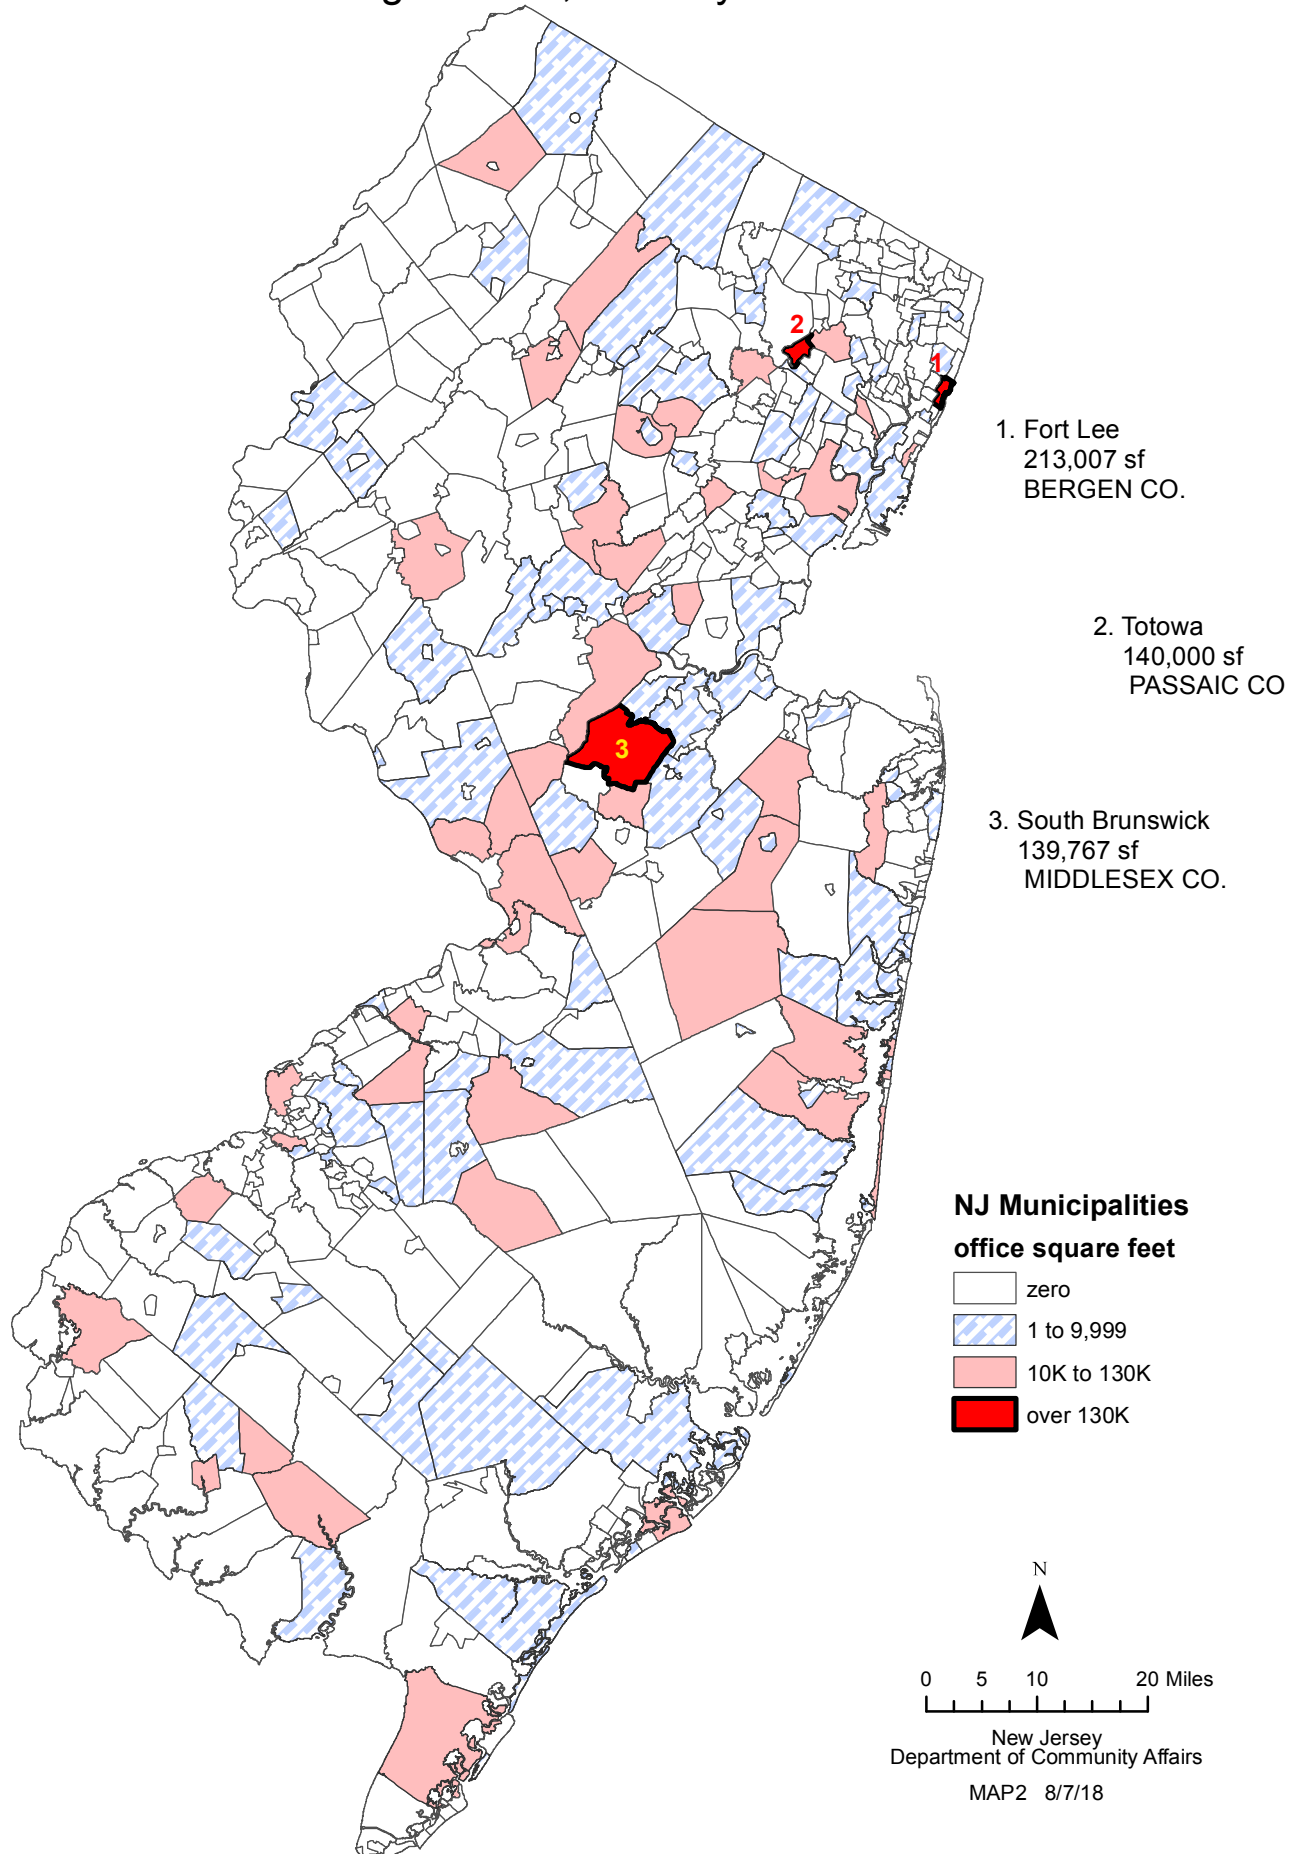 2
1
3
1. Fort Lee
213,007 sf
BERGEN CO.
2. Totowa
140,000 sf
PASSAIC CO
3. South Brunswick
139,767 sf
MIDDLESEX CO.
NJ Municipalities
office square feet
zero
1 to 9,999
10K to 130K
over 130K
N
0 5 10 20 Miles
New Jersey
Department of Community Affairs
MAP2 8/7/18